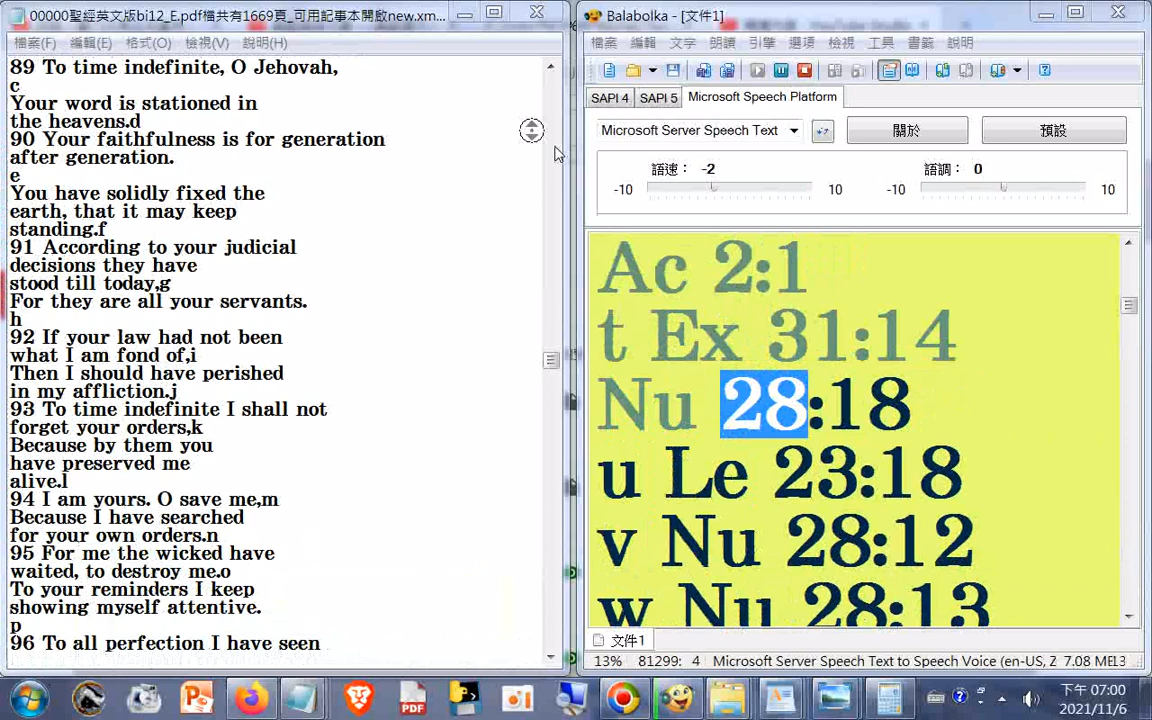 00000聖經英文版bi12_E.pdf檔共有1669頁_可用記事本開啟new.xm...
檔案(F) 編輯(E) 格式(O) 檢視(V) 說明(H)
89 To time indefinite, O Jehovah,
c
Your word is stationed in
the heavens.d
90 Your faithfulness is for generation
after generation.
e
You have solidly fixed the
earth, that it may keep
standing.f
91 According to your judicial
decisions they have
stood till today,g
For they are all your servants.
h
92 If your law had not been
what I am fond of,i
Then I should have perished
in my affliction.j
93 To time indefinite I shall not
forget your orders,k
Because by them you
have preserved me
alive.l
94 I am yours. O save me,m
Because I have searched
for your own orders.n
95 For me the wicked have
waited, to destroy me.o
To your reminders I keep
showing myself attentive.
p
96 To all perfection I have seen
Balabolka - [文件1]
檔案 編輯 文字 朗讀 引擎 選項 檢視 工具 書籤 說明
SAPI 4 SAPI 5 Microsoft Speech Platform
Microsoft Server Speech Text 關於 預設
語速: -2 語調: 0
-10 10 -10 10
Ac 2:1
t Ex 31:14
Nu 28:18
u Le 23:18
v Nu 28:12
w Nu 28:13
文件1
13% 81299: 4 Microsoft Server Speech Text to Speech Voice (en-US, Z 7.08 MB
下午 07:00
2021/11/6